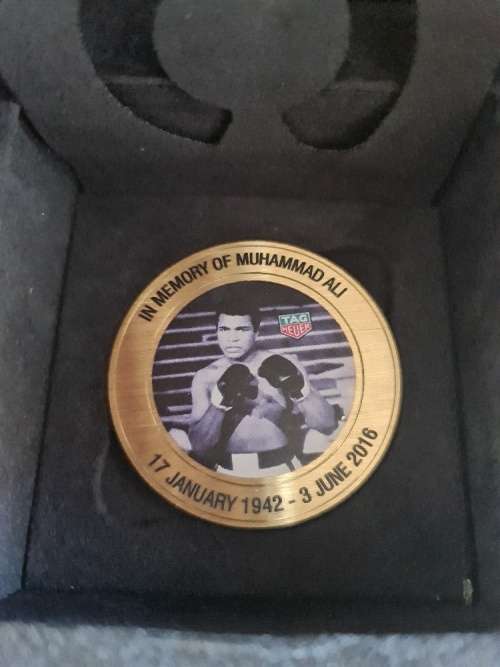 IN MEMORY OF MUHAMMAD ALI
TAG
HEUER
17 JANUARY 1942 - 3 JUNE 2016